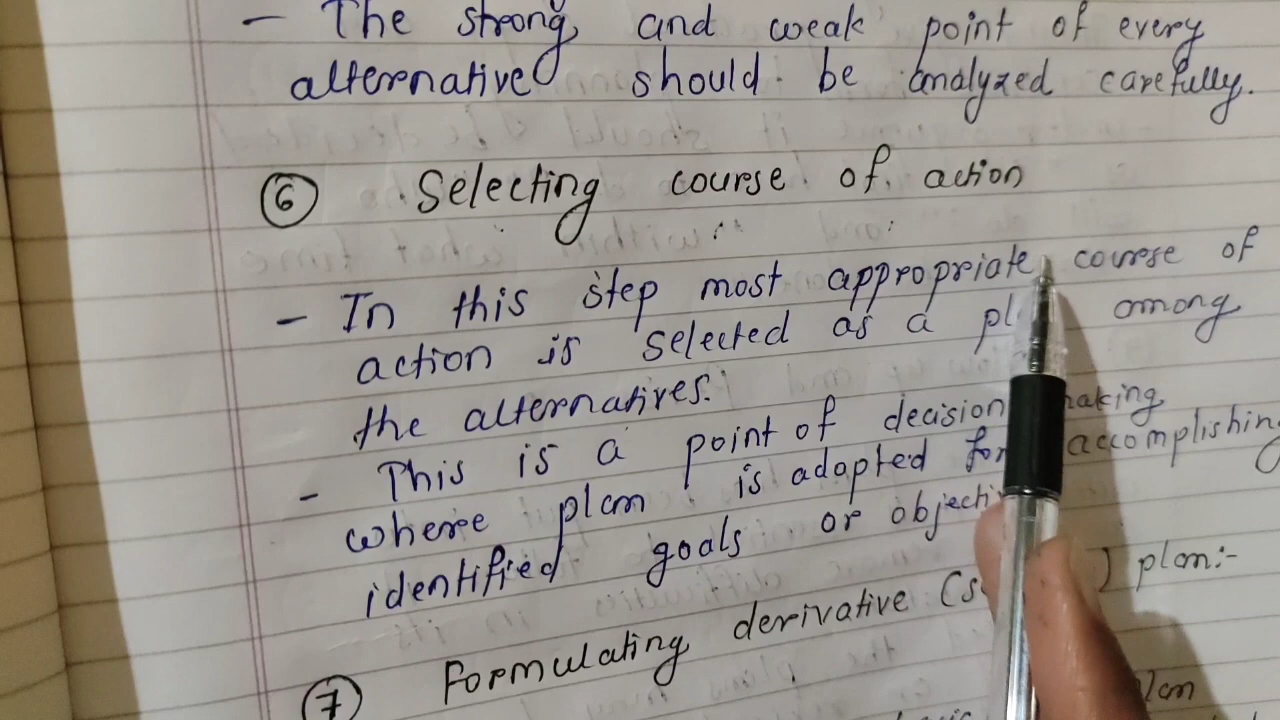 - The strong and weak point of every
alternative should be analyzed carefully.
6 Selecting course of action
- In this step most appropriate course of
action is selected as a among
the alternatives.
- This is a point of decision
where plan is adapted for accomplishing
identified goals or
7 Formulating derivative plan:-